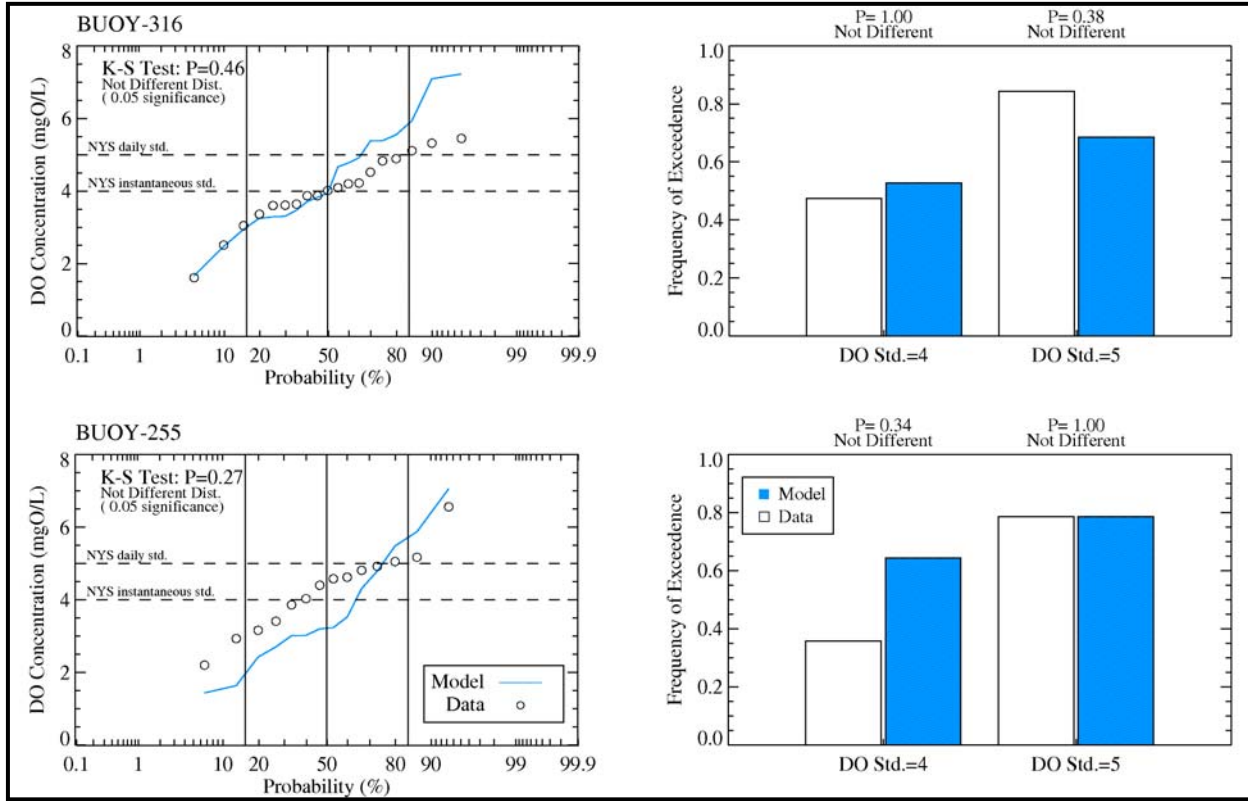 BUOY-316
K-S Test: P=0.46
Not Different Dist.
( 0.05 significance)
NYS daily std.
NYS instantaneous std.
DO Concentration (mgO/L)
8
6
4
2
0
0.1 1 10 20 50 80 90 99 99.9
Probability (%)
P= 1.00 P= 0.38
Not Different Not Different
Frequency of Exceedence
1.0
0.8
0.6
0.4
0.2
0.0
DO Std.=4 DO Std.=5
BUOY-255
K-S Test: P=0.27
Not Different Dist.
( 0.05 significance)
NYS daily std.
NYS instantaneous std.
DO Concentration (mgO/L)
8
6
4
2
0
Model
Data
0.1 1 10 20 50 80 90 99 99.9
Probability (%)
P= 0.34 P= 1.00
Not Different Not Different
Frequency of Exceedence
1.0
0.8
0.6
0.4
0.2
0.0
Model
Data
DO Std.=4 DO Std.=5